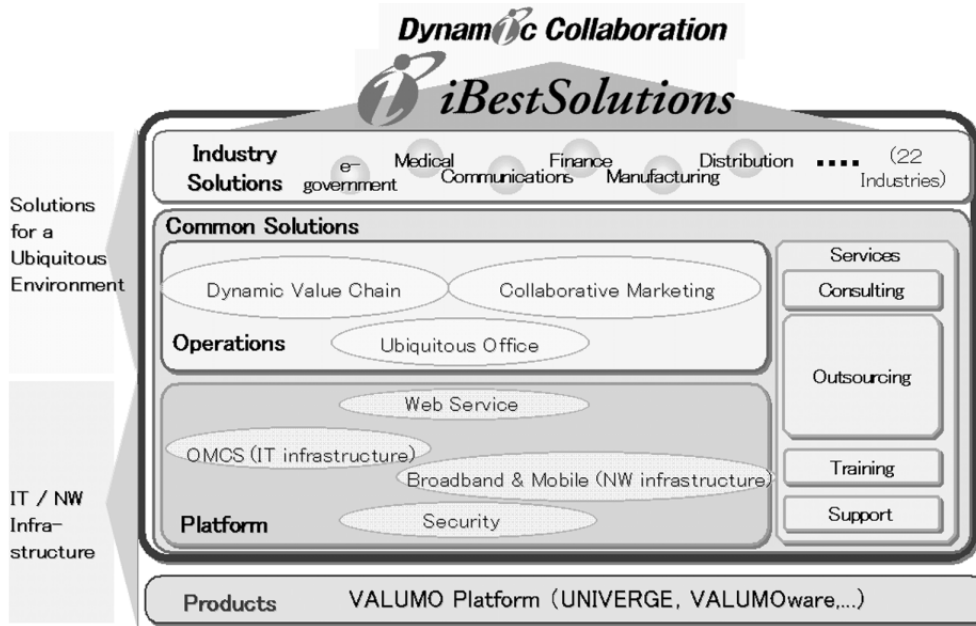 Dynamic Collaboration
iBestSolutions
Industry
Solutions
e-
government
Medical
Communications
Finance
Manufacturing
Distribution
....
(22
Industries)
Solutions
for a
Ubiquitous
Environment
Common Solutions
Dynamic Value Chain
Collaborative Marketing
Operations
Ubiquitous Office
Services
Consulting
Outsourcing
Training
Support
IT / NW
Infra-
structure
Web Service
OMCS (IT infrastructure)
Broadband & Mobile (NW infrastructure)
Platform
Security
Products
VALUMO Platform (UNIVERGE, VALUMOware,...)